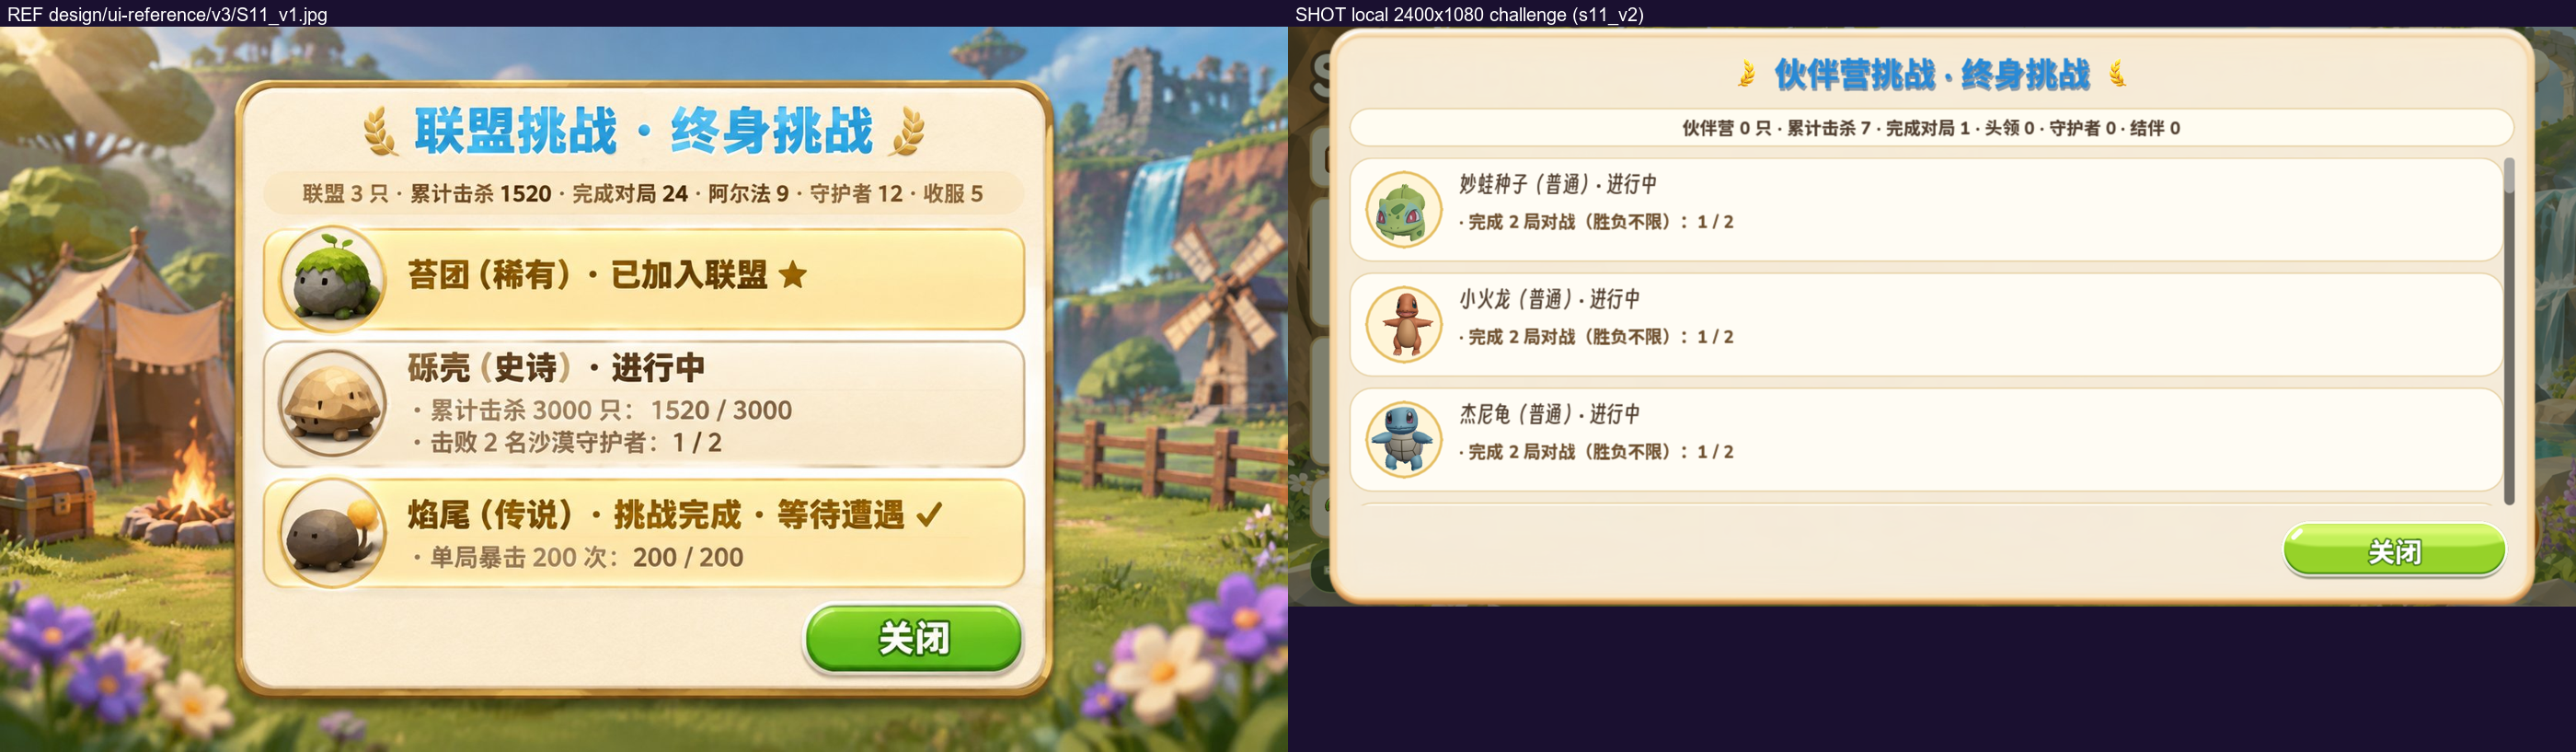 REF design/ui-reference/v3/S11_v1.jpg
联盟挑战 · 终身挑战
联盟 3 只 · 累计击杀 1520 · 完成对局 24 · 阿尔法 9 · 守护者 12 · 收服 5
苔团（稀有）· 已加入联盟 ★
砾壳（史诗）· 进行中
· 累计击杀 3000 只： 1520 / 3000
· 击败 2 名沙漠守护者： 1 / 2
焰尾（传说）· 挑战完成 · 等待遭遇 ✓
· 单局暴击 200 次： 200 / 200
关闭
SHOT local 2400x1080 challenge (s11_v2)
伙伴营挑战 · 终身挑战
伙伴营 0 只 · 累计击杀 7 · 完成对局 1 · 头领 0 · 守护者 0 · 结伴 0
妙蛙种子（普通）· 进行中
· 完成 2 局对战（胜负不限）： 1 / 2
小火龙（普通）· 进行中
· 完成 2 局对战（胜负不限）： 1 / 2
杰尼龟（普通）· 进行中
· 完成 2 局对战（胜负不限）： 1 / 2
关闭